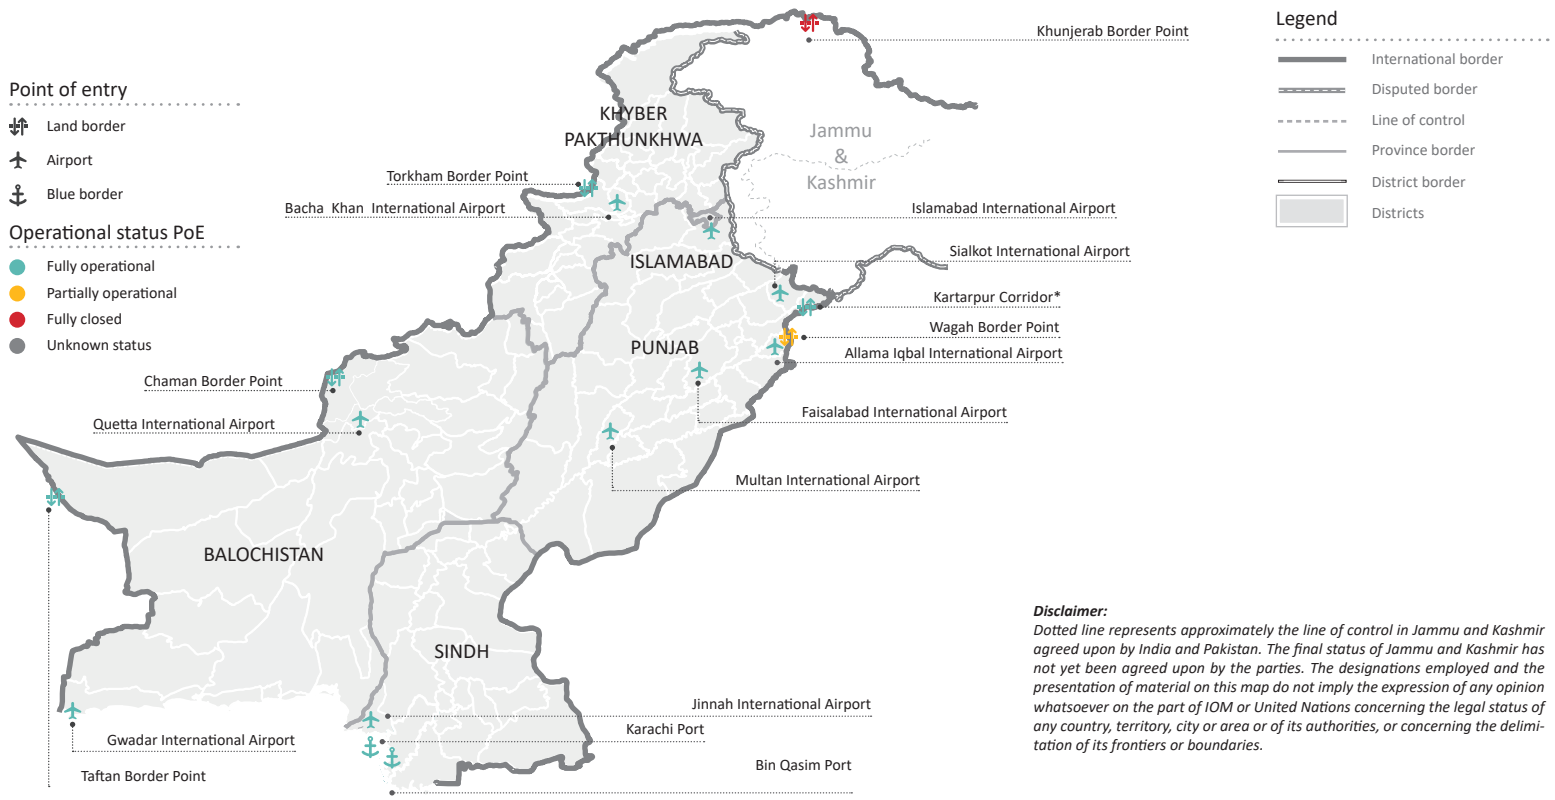 Point of entry
Land border
Airport
Blue border
Operational status PoE
Fully operational
Partially operational
Fully closed
Unknown status
Khunjerab Border Point
KHYBER
PAKTHUNKHWA
Jammu
&
Kashmir
Torkham Border Point
Bacha Khan International Airport
Islamabad International Airport
Sialkot International Airport
ISLAMABAD
Kartarpur Corridor*
Wagah Border Point
PUNJAB
Allama Iqbal International Airport
Chaman Border Point
Faisalabad International Airport
Quetta International Airport
Multan International Airport
BALOCHISTAN
SINDH
Jinnah International Airport
Karachi Port
Gwadar International Airport
Bin Qasim Port
Taftan Border Point
Legend
International border
Disputed border
Line of control
Province border
District border
Districts
Disclaimer:
Dotted line represents approximately the line of control in Jammu and Kashmir
agreed upon by India and Pakistan. The final status of Jammu and Kashmir has
not yet been agreed upon by the parties. The designations employed and the
presentation of material on this map do not imply the expression of any opinion
whatsoever on the part of IOM or United Nations concerning the legal status of
any country, territory, city or area or of its authorities, or concerning the delimi-
tation of its frontiers or boundaries.